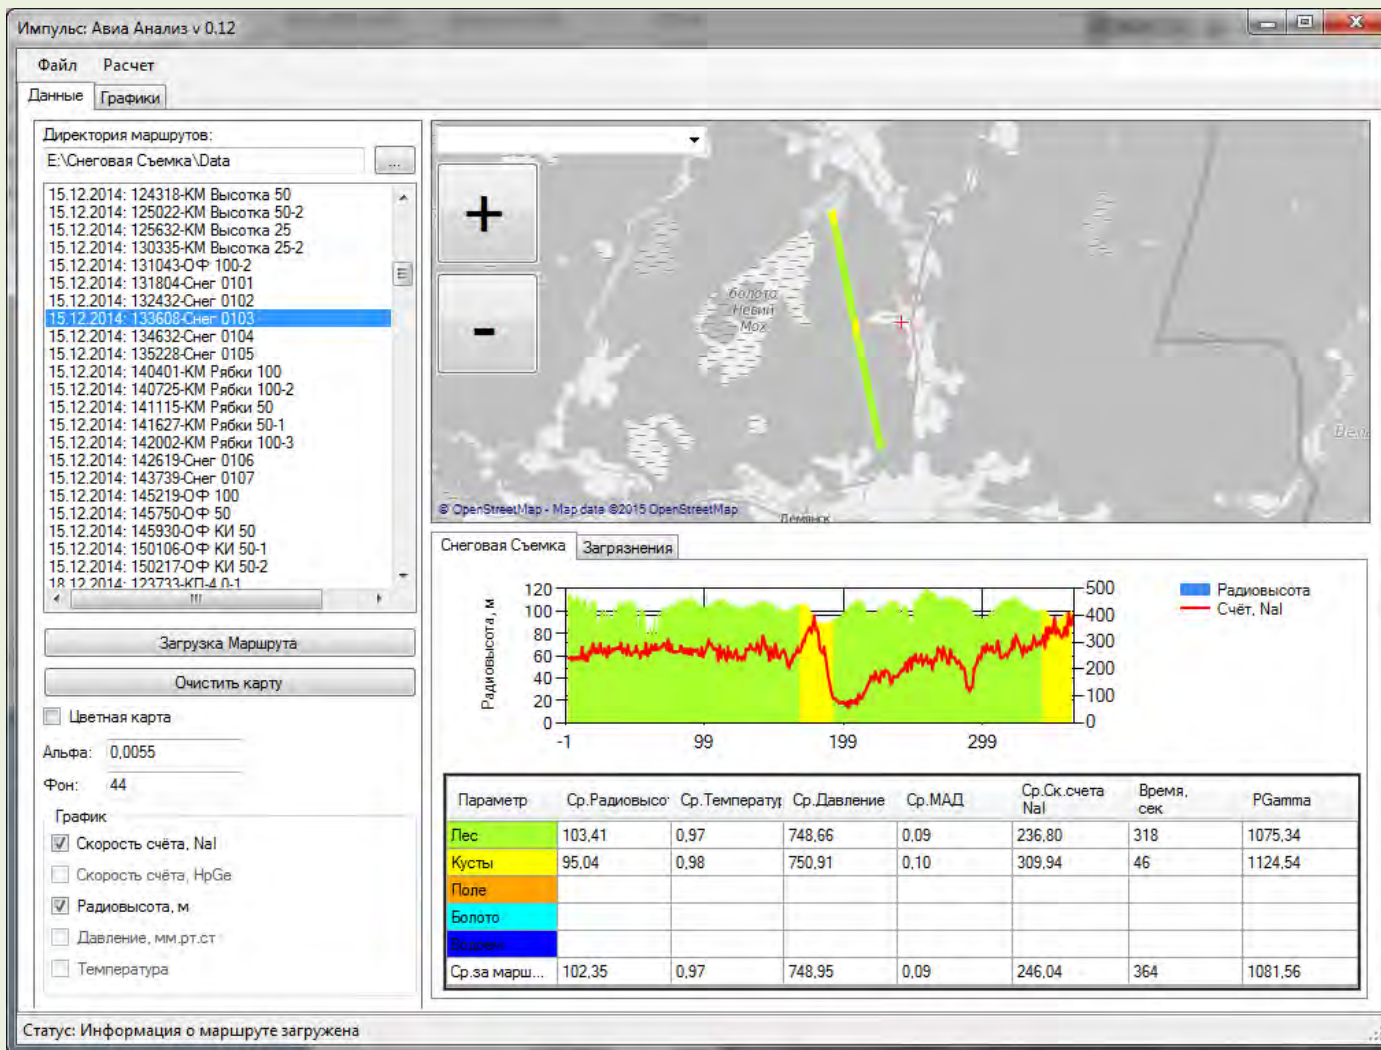 Импульс: Авиа Анализ v 0.12
Файл Расчет
Данные Графики
Директория маршрутов:
E:\Снеговая Съемка\Data
...
15.12.2014: 124318-КМ Высотка 50
15.12.2014: 125022-КМ Высотка 50-2
15.12.2014: 125632-КМ Высотка 25
15.12.2014: 130335-КМ Высотка 25-2
15.12.2014: 131043-ОФ 100-2
15.12.2014: 131804-Снег 0101
15.12.2014: 132432-Снег 0102
15.12.2014: 133608-Снег 0103
15.12.2014: 134632-Снег 0104
15.12.2014: 135228-Снег 0105
15.12.2014: 140401-КМ Рябки 100
15.12.2014: 140725-КМ Рябки 100-2
15.12.2014: 141115-КМ Рябки 50
15.12.2014: 141627-КМ Рябки 50-1
15.12.2014: 142002-КМ Рябки 100-3
15.12.2014: 142619-Снег 0106
15.12.2014: 143739-Снег 0107
15.12.2014: 145219-ОФ 100
15.12.2014: 145750-ОФ 50
15.12.2014: 145930-ОФ КИ 50
15.12.2014: 150106-ОФ КИ 50-1
15.12.2014: 150217-ОФ КИ 50-2
18.12.2014: 123733-КП-4.0-1
Загрузка Маршрута
Очистить карту
Цветная карта
Альфа: 0,0055
Фон: 44
График
Скорость счёта, NaI
Скорость счёта, HpGe
Радиовысота, м
Давление, мм.рт.ст
Температура
+
-
болото
Невий
Мох
Вель
Демянск
© OpenStreetMap - Map data ©2015 OpenStreetMap
Снеговая Съемка Загрязнения
Радиовысота, м
120
100
80
60
40
20
0
-1 99 199 299
500
400
300
200
100
0
Радиовысота
Счёт, NaI
Параметр Ср.Радиовысот Ср.Температур Ср.Давление Ср.МАД Ср.Ск.счета NaI Время, сек PGamma
Лес 103,41 0,97 748,66 0,09 236,80 318 1075,34
Кусты 95,04 0,98 750,91 0,10 309,94 46 1124,54
Поле
Болото
Водоем
Ср.за марш... 102,35 0,97 748,95 0,09 246,04 364 1081,56
Статус: Информация о маршруте загружена